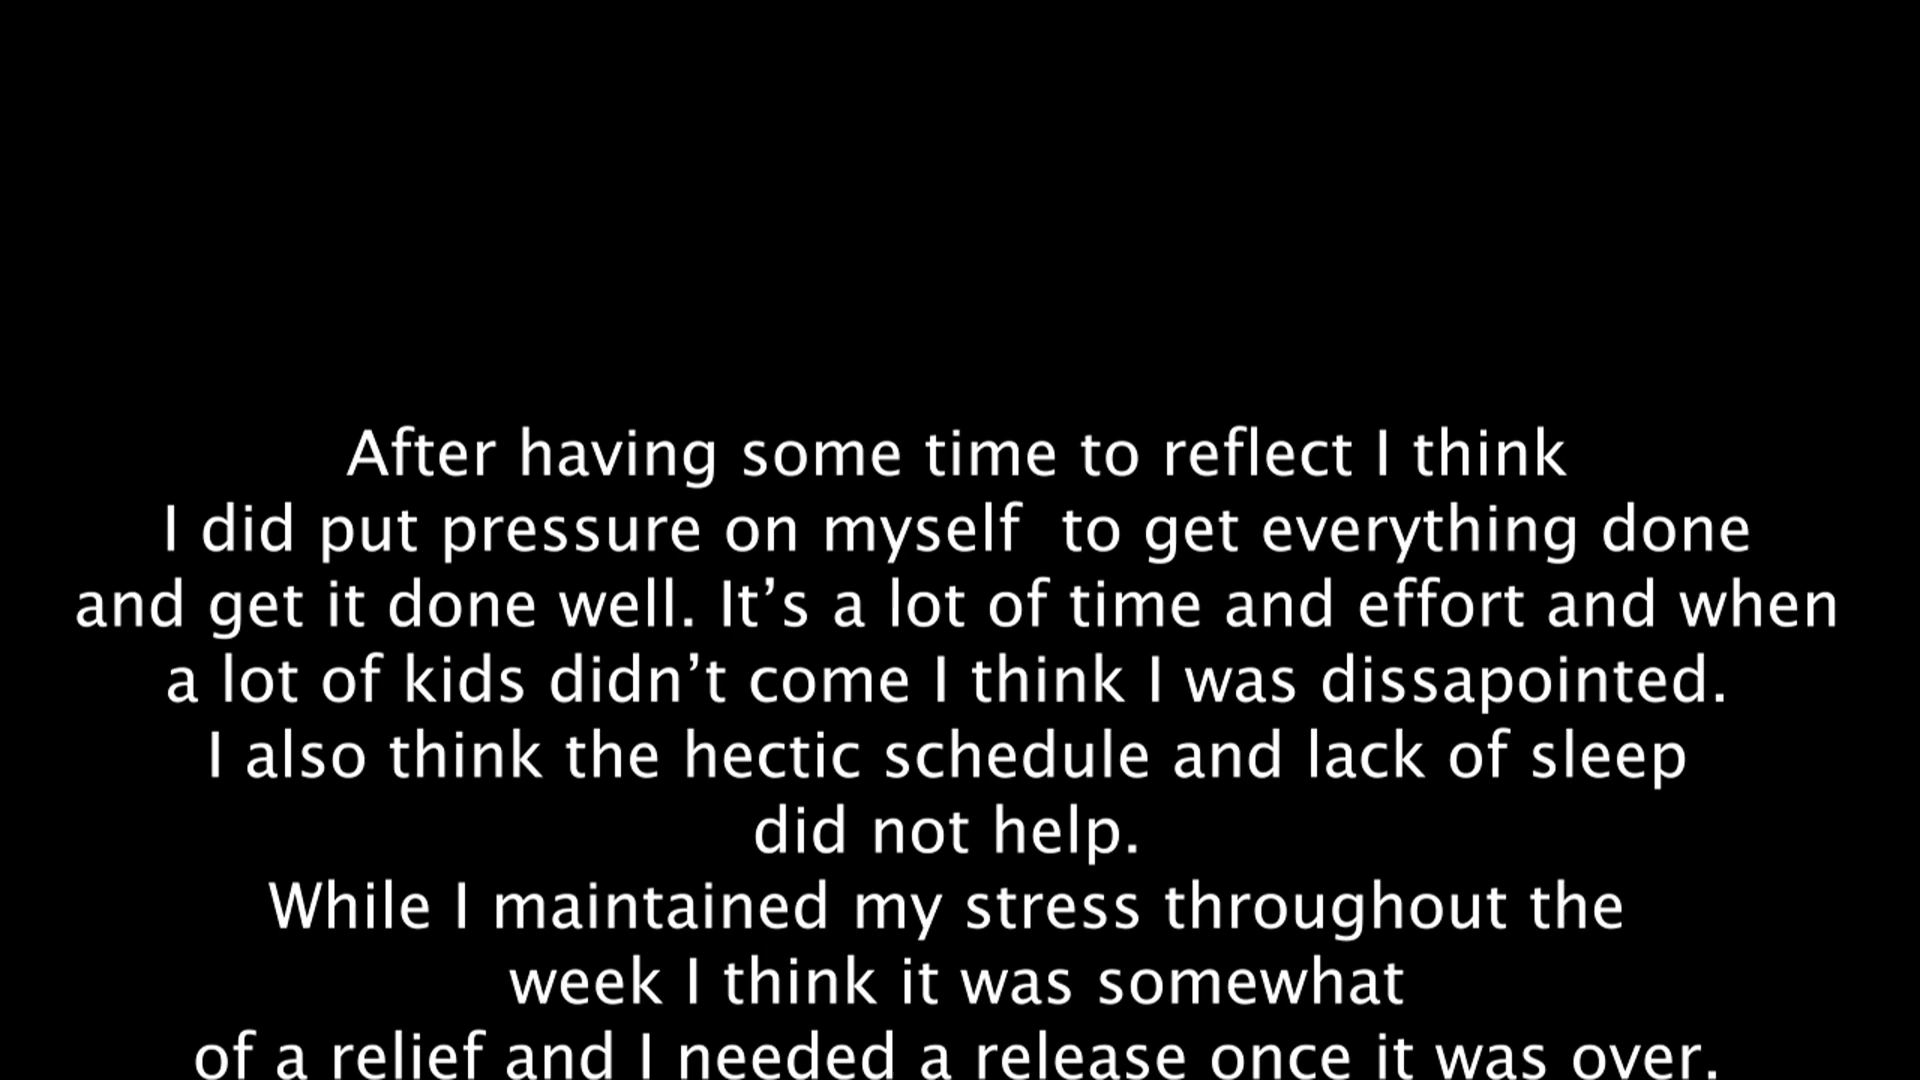 After having some time to reflect I think
I did put pressure on myself  to get everything done
and get it done well. It’s a lot of time and effort and when
a lot of kids didn’t come I think I was dissapointed.
I also think the hectic schedule and lack of sleep
did not help.
While I maintained my stress throughout the
week I think it was somewhat
of a relief and I needed a release once it was over.